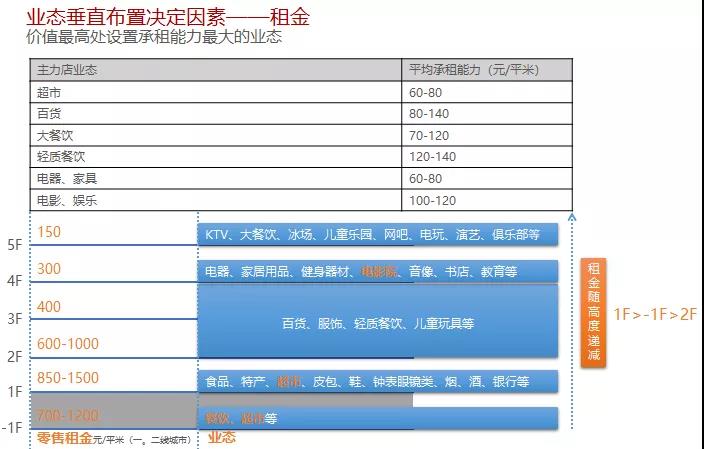 业态垂直布置决定因素——租金
价值最高处设置承租能力最大的业态
主力店业态 平均承租能力（元/平米）
超市 60-80
百货 80-140
大餐饮 70-120
轻质餐饮 120-140
电器、家具 60-80
电影、娱乐 100-120
150 KTV、大餐饮、冰场、儿童乐园、网吧、电玩、演艺、俱乐部等
5F
300 电器、家居用品、健身器材、电影院、音像、书店、教育等
4F
400
3F
百货、服饰、轻质餐饮、儿童玩具等
600-1000
2F
850-1500 食品、特产、超市、皮包、鞋、钟表眼镜类、烟、酒、银行等
1F
700-1200 餐饮、超市等
-1F
零售租金元/平米（一。二线城市） 业态
租金随高度递减
1F>-1F>2F